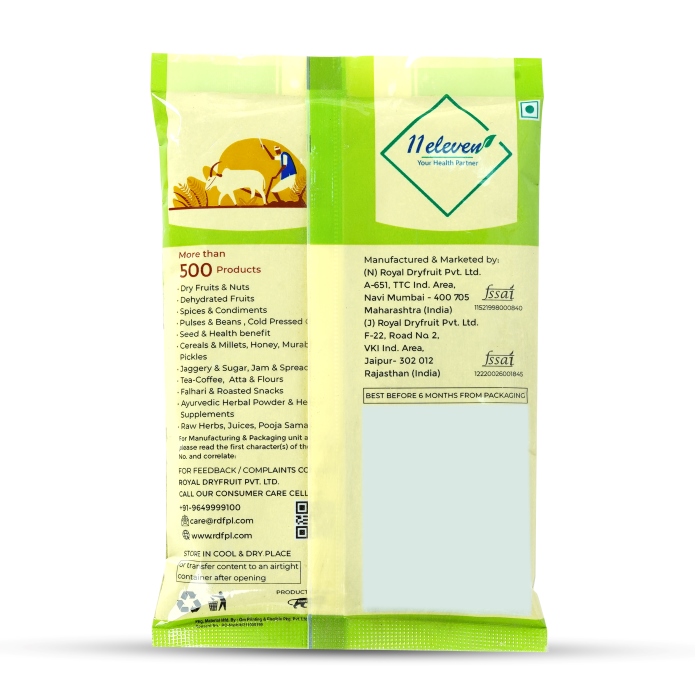 11 eleven
Your Health Partner
More than
500 Products
· Dry Fruits & Nuts
· Dehydrated Fruits
· Spices & Condiments
· Pulses & Beans , Cold Pressed
· Seed & Health benefit
· Cereals & Millets, Honey, Murab
Pickles
· Jaggery & Sugar, Jam & Spread
· Tea-Coffee, Atta & Flours
· Falhari & Roasted Snacks
· Ayurvedic Herbal Powder & He
Supplements
· Raw Herbs, Juices, Pooja Sama
For Manufacturing & Packaging unit a
please read the first character(s) of the
No. and correlate:
FOR FEEDBACK / COMPLAINTS CO
ROYAL DRYFRUIT PVT. LTD.
CALL OUR CONSUMER CARE CELL
+91-9649999100
care@rdfpl.com
www.rdfpl.com
STORE IN COOL & DRY PLACE
or transfer content to an airtight
container after opening
PRODUCT
Manufactured & Marketed by:
(N) Royal Dryfruit Pvt. Ltd.
A-651, TTC Ind. Area,
Navi Mumbai - 400 705
Maharashtra (India)
fssai
11521998000840
(J) Royal Dryfruit Pvt. Ltd.
F-22, Road No. 2,
VKI Ind. Area,
Jaipur- 302 012
Rajasthan (India)
fssai
12220026001845
BEST BEFORE 6 MONTHS FROM PACKAGING